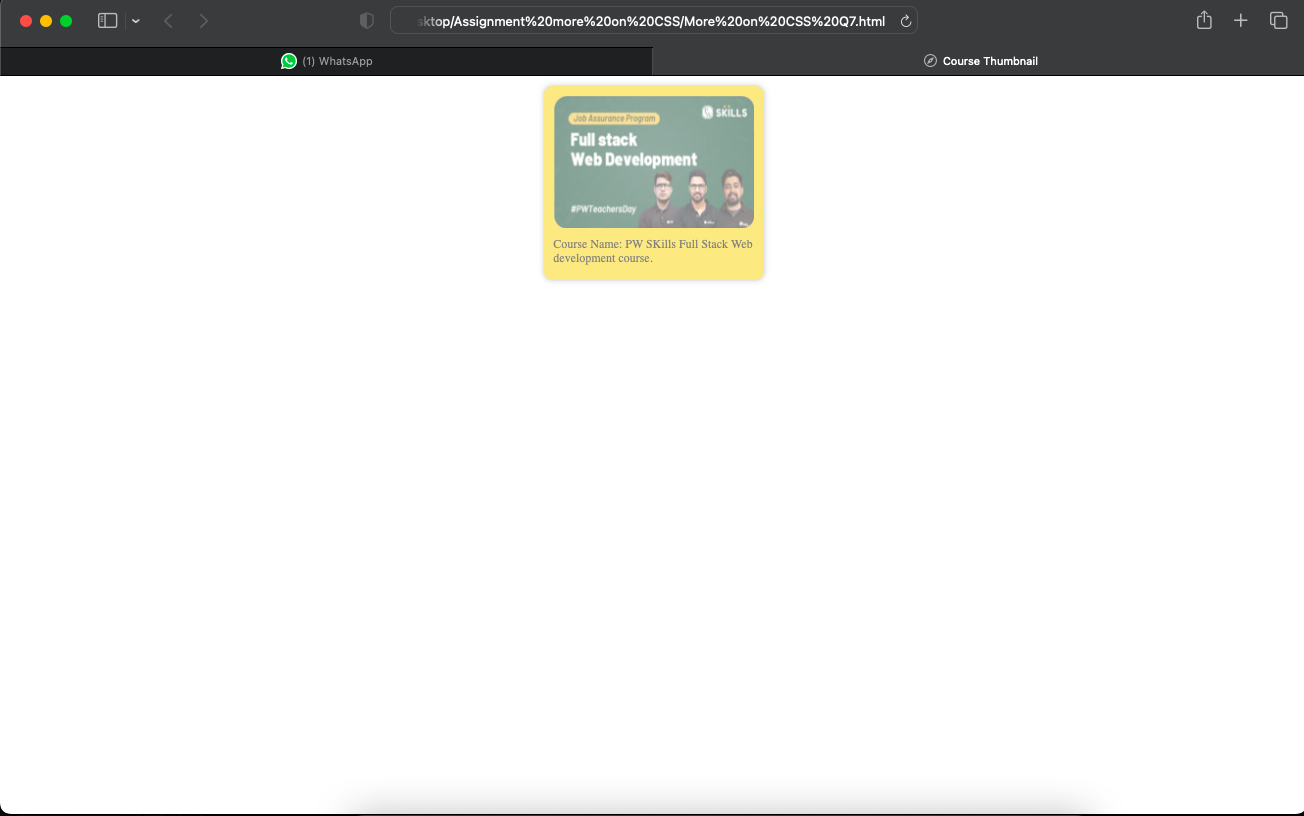 sktop/Assignment%20more%20on%20CSS/More%20on%20CSS%20Q7.html
(1) WhatsApp
Course Thumbnail
SKILLS
Job Assurance Program
Full stack
Web Development
#PWTeachersDay
Course Name: PW SKills Full Stack Web
development course.